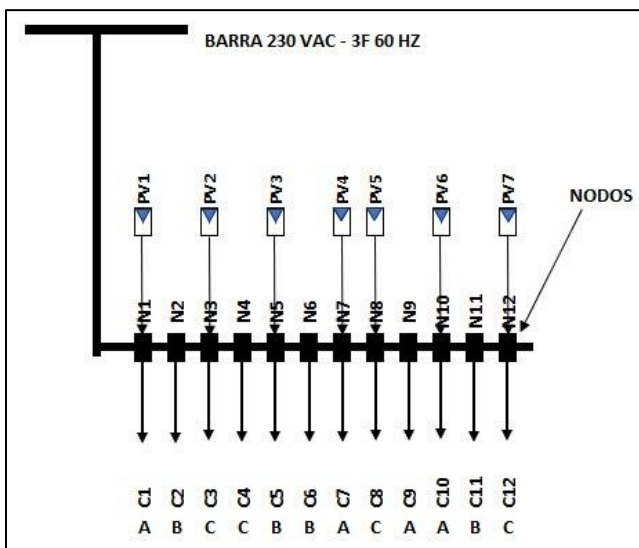 BARRA 230 VAC - 3F 60 HZ
PV1 PV2 PV3 PV4 PV5 PV6 PV7
NODOS
N1 N2 N3 N4 N5 N6 N7 N8 N9 N10 N11 N12
C1 C2 C3 C4 C5 C6 C7 C8 C9 C10 C11 C12
A B C C B B A C A A B C